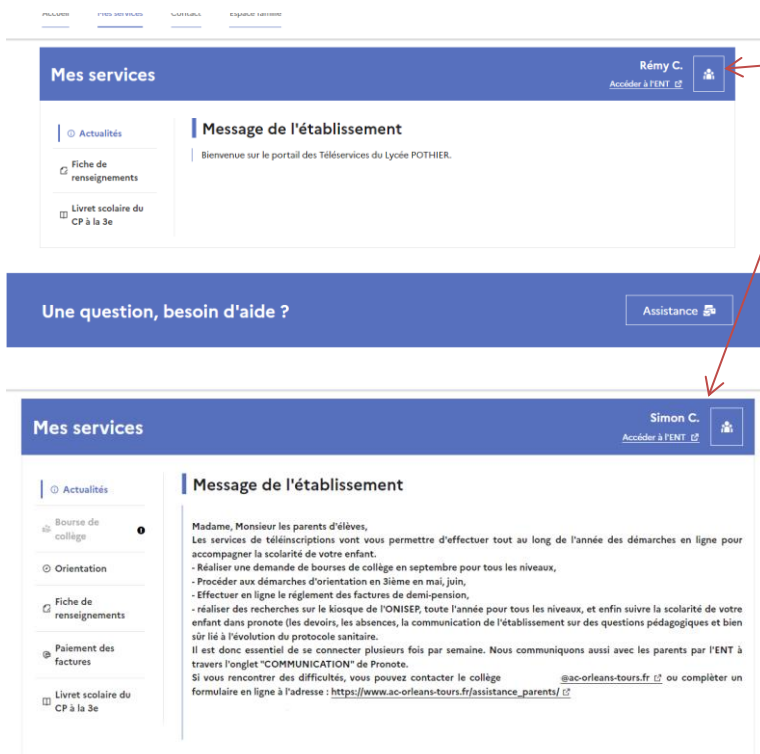 Accueil Mes services Contact Espace famille
Mes services
Rémy C.
Accéder à l'ENT
Actualités
Fiche de
renseignements
Livret scolaire du
CP à la 3e
Message de l'établissement
Bienvenue sur le portail des Téléservices du Lycée POTHIER.
Une question, besoin d'aide ?
Assistance
Mes services
Simon C.
Accéder à l'ENT
Actualités
Bourse de
collège
Orientation
Fiche de
renseignements
Paiement des
factures
Livret scolaire du
CP à la 3e
Message de l'établissement
Madame, Monsieur les parents d'élèves,
Les services de téléinscriptions vont vous permettre d'effectuer tout au long de l'année des démarches en ligne pour
accompagner la scolarité de votre enfant.
- Réaliser une demande de bourses de collège en septembre pour tous les niveaux,
- Procéder aux démarches d'orientation en 3ième en mai, juin,
- Effectuer en ligne le réglement des factures de demi-pension,
- réaliser des recherches sur le kiosque de l'ONISEP, toute l'année pour tous les niveaux, et enfin suivre la scolarité de votre
enfant dans pronote (les devoirs, les absences, la communication de l'établissement sur des questions pédagogiques et bien
sûr lié à l'évolution du protocole sanitaire.
Il est donc essentiel de se connecter plusieurs fois par semaine. Nous communiquons aussi avec les parents par l'ENT à
travers l'onglet "COMMUNICATION" de Pronote.
Si vous rencontrer des difficultés, vous pouvez contacter le collège @ac-orleans-tours.fr ou complèter un
formulaire en ligne à l'adresse : https://www.ac-orleans-tours.fr/assistance_parents/